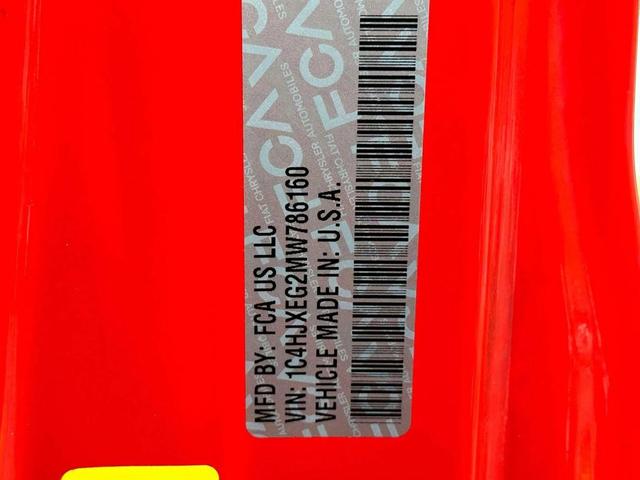 MFD BY: FCA US LLC
VIN: 1C4HJXEG2MW786160
VEHICLE MADE IN: U.S.A.